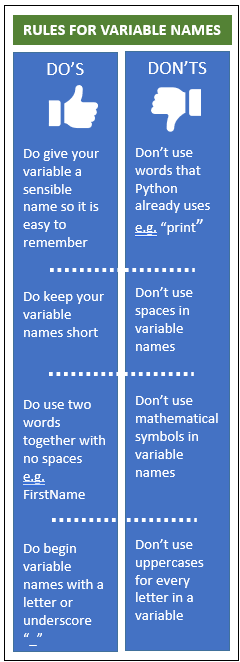 RULES FOR VARIABLE NAMES
DO'S
Do give your
variable a
sensible
name so it is
easy to
remember
Do keep your
variable
names short
Do use two
words
together with
no spaces
e.g.
FirstName
Do begin
variable
names with a
letter or
underscore
“_”
DON'TS
Don't use
words that
Python
already uses
e.g. “print”
Don't use
spaces in
variable
names
Don't use
mathematical
symbols in
variable
names
Don't use
uppercases
for every
letter in a
variable